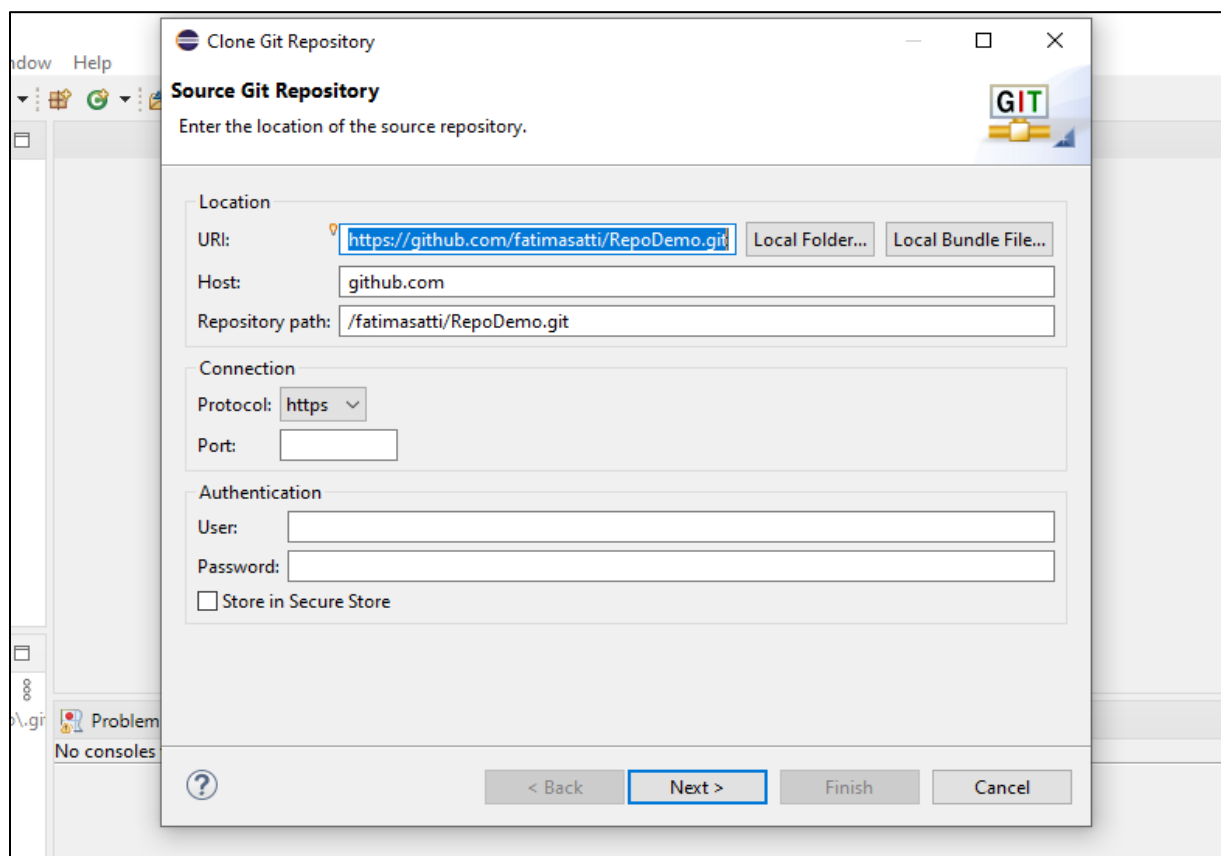 Clone Git Repository
ndow Help
Source Git Repository
Enter the location of the source repository.
GIT
Location
URI: https://github.com/fatimasatti/RepoDemo.git Local Folder... Local Bundle File...
Host: github.com
Repository path: /fatimasatti/RepoDemo.git
Connection
Protocol: https
Port:
Authentication
User:
Password:
Store in Secure Store
\.git
Problem
No consoles
? < Back Next > Finish Cancel